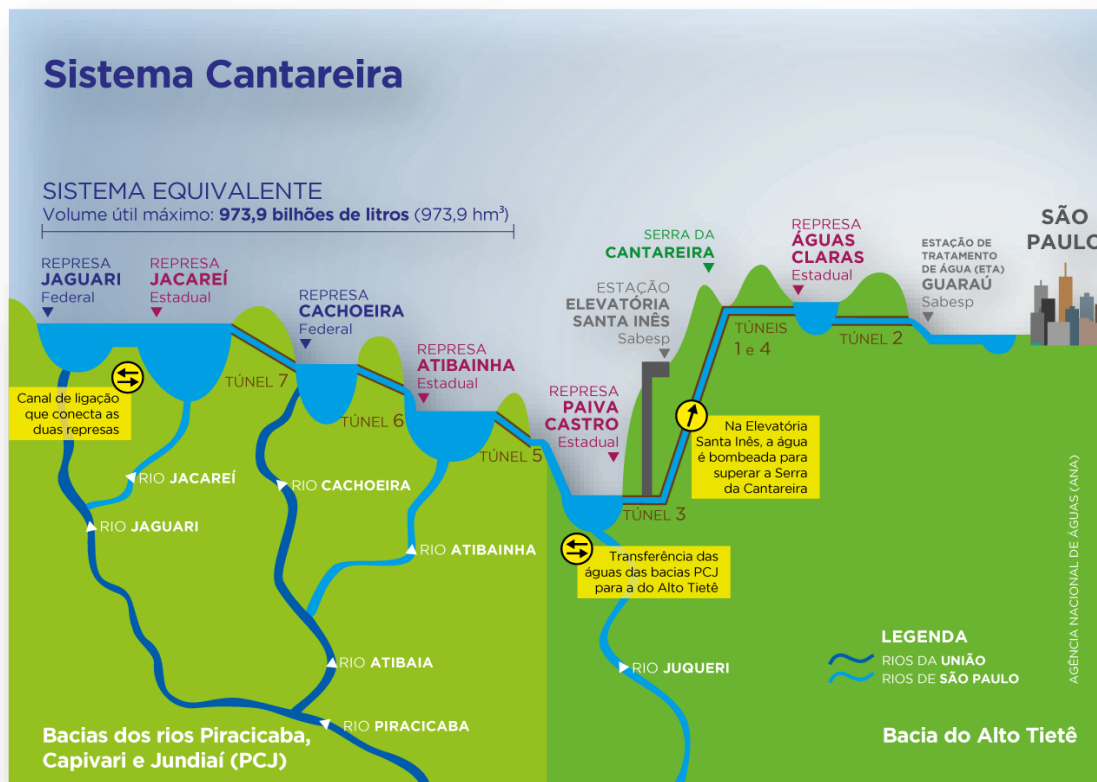 Sistema Cantareira
SISTEMA EQUIVALENTE
Volume útil máximo: 973,9 bilhões de litros (973,9 hm³)
REPRESA
JAGUARI
Federal
REPRESA
JACAREÍ
Estadual
REPRESA
CACHOEIRA
Federal
REPRESA
ATIBAINHA
Estadual
REPRESA
PAIVA
CASTRO
Estadual
ESTAÇÃO
ELEVATÓRIA
SANTA INÊS
Sabesp
SERRA DA
CANTAREIRA
REPRESA
ÁGUAS
CLARAS
Estadual
ESTAÇÃO DE
TRATAMENTO
DE ÁGUA (ETA)
GUARAÚ
Sabesp
SÃO
PAULO
TÚNEL 7
TÚNEL 6
TÚNEL 5
TÚNEL 3
TÚNEIS
1 e 4
TÚNEL 2
Canal de ligação
que conecta as
duas represas
Na Elevatória
Santa Inês, a água
é bombeada para
superar a Serra
da Cantareira
Transferência das
águas das bacias PCJ
para a do Alto Tietê
RIO JACAREÍ
RIO JAGUARI
RIO CACHOEIRA
RIO ATIBAINHA
RIO ATIBAIA
RIO PIRACICABA
RIO JUQUERI
LEGENDA
RIOS DA UNIÃO
RIOS DE SÃO PAULO
Bacias dos rios Piracicaba,
Capivari e Jundiaí (PCJ)
Bacia do Alto Tietê
AGÊNCIA NACIONAL DE ÁGUAS (ANA)